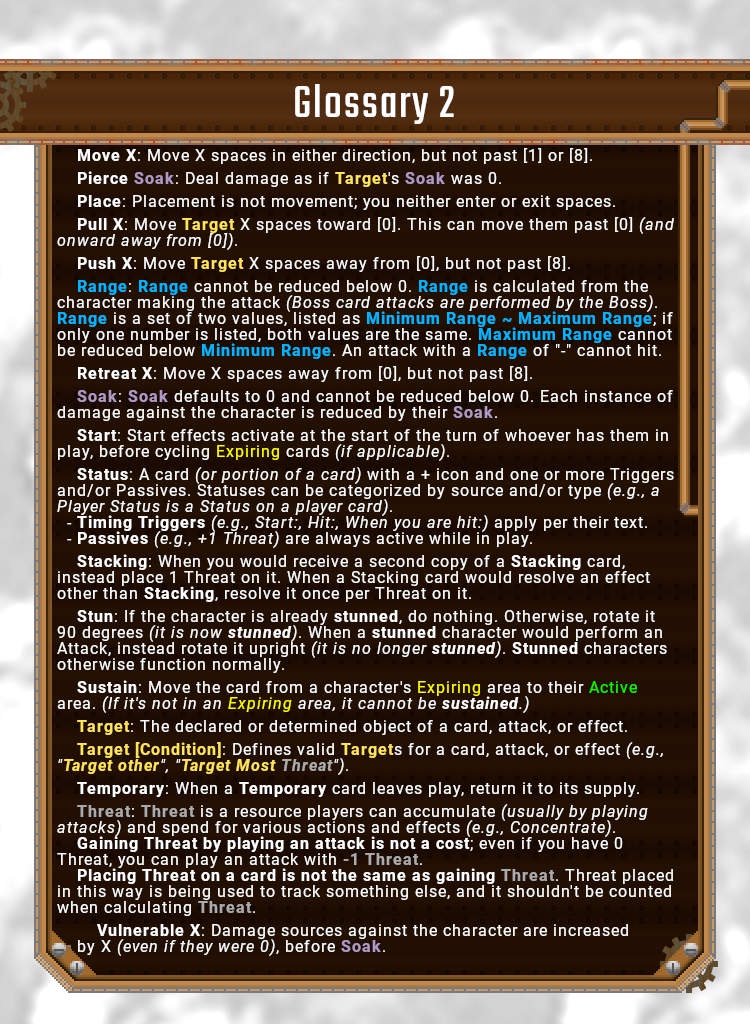 Glossary 2
Move X: Move X spaces in either direction, but not past [1] or [8].
Pierce Soak: Deal damage as if Target's Soak was 0.
Place: Placement is not movement; you neither enter or exit spaces.
Pull X: Move Target X spaces toward [0]. This can move them past [0] (and
onward away from [0]).
Push X: Move Target X spaces away from [0], but not past [8].
Range: Range cannot be reduced below 0. Range is calculated from the
character making the attack (Boss card attacks are performed by the Boss).
Range is a set of two values, listed as Minimum Range ~ Maximum Range; if
only one number is listed, both values are the same. Maximum Range cannot
be reduced below Minimum Range. An attack with a Range of "-" cannot hit.
Retreat X: Move X spaces away from [0], but not past [8].
Soak: Soak defaults to 0 and cannot be reduced below 0. Each instance of
damage against the character is reduced by their Soak.
Start: Start effects activate at the start of the turn of whoever has them in
play, before cycling Expiring cards (if applicable).
Status: A card (or portion of a card) with a + icon and one or more Triggers
and/or Passives. Statuses can be categorized by source and/or type (e.g., a
Player Status is a Status on a player card).
- Timing Triggers (e.g., Start:, Hit:, When you are hit:) apply per their text.
- Passives (e.g., +1 Threat) are always active while in play.
Stacking: When you would receive a second copy of a Stacking card,
instead place 1 Threat on it. When a Stacking card would resolve an effect
other than Stacking, resolve it once per Threat on it.
Stun: If the character is already stunned, do nothing. Otherwise, rotate it
90 degrees (it is now stunned). When a stunned character would perform an
Attack, instead rotate it upright (it is no longer stunned). Stunned characters
otherwise function normally.
Sustain: Move the card from a character's Expiring area to their Active
area. (If it's not in an Expiring area, it cannot be sustained.)
Target: The declared or determined object of a card, attack, or effect.
Target [Condition]: Defines valid Targets for a card, attack, or effect (e.g.,
"Target other", "Target Most Threat").
Temporary: When a Temporary card leaves play, return it to its supply.
Threat: Threat is a resource players can accumulate (usually by playing
attacks) and spend for various actions and effects (e.g., Concentrate).
Gaining Threat by playing an attack is not a cost; even if you have 0
Threat, you can play an attack with -1 Threat.
Placing Threat on a card is not the same as gaining Threat. Threat placed
in this way is being used to track something else, and it shouldn't be counted
when calculating Threat.
Vulnerable X: Damage sources against the character are increased
by X (even if they were 0), before Soak.